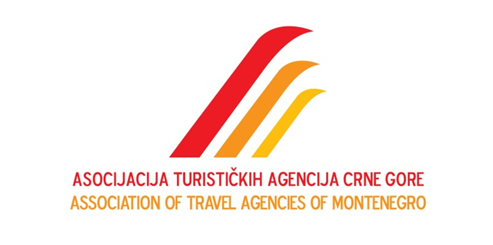 ASOCIJACIJA TURISTIČKIH AGENCIJA CRNE GORE
ASSOCIATION OF TRAVEL AGENCIES OF MONTENEGRO